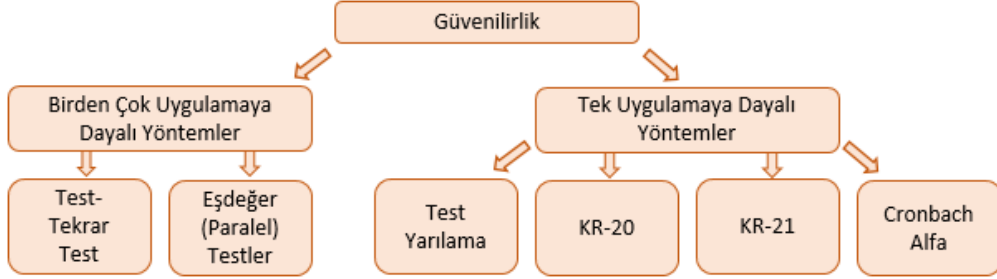 Güvenilirlik
Birden Çok Uygulamaya
Dayalı Yöntemler
Tek Uygulamaya Dayalı
Yöntemler
Test-
Tekrar
Test
Eşdeğer
(Paralel)
Testler
Test
Yarılama
KR-20
KR-21
Cronbach
Alfa